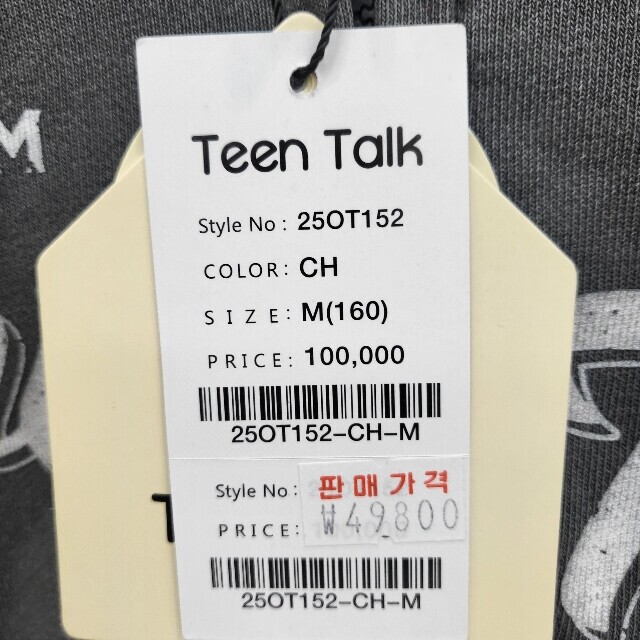 M
Teen Talk
Style No : 25OT152
COLOR: CH
SIZE: M(160)
PRICE: 100,000
25OT152-CH-M
Style No : 판매가격
PRICE: ₩49,800
25OT152-CH-M